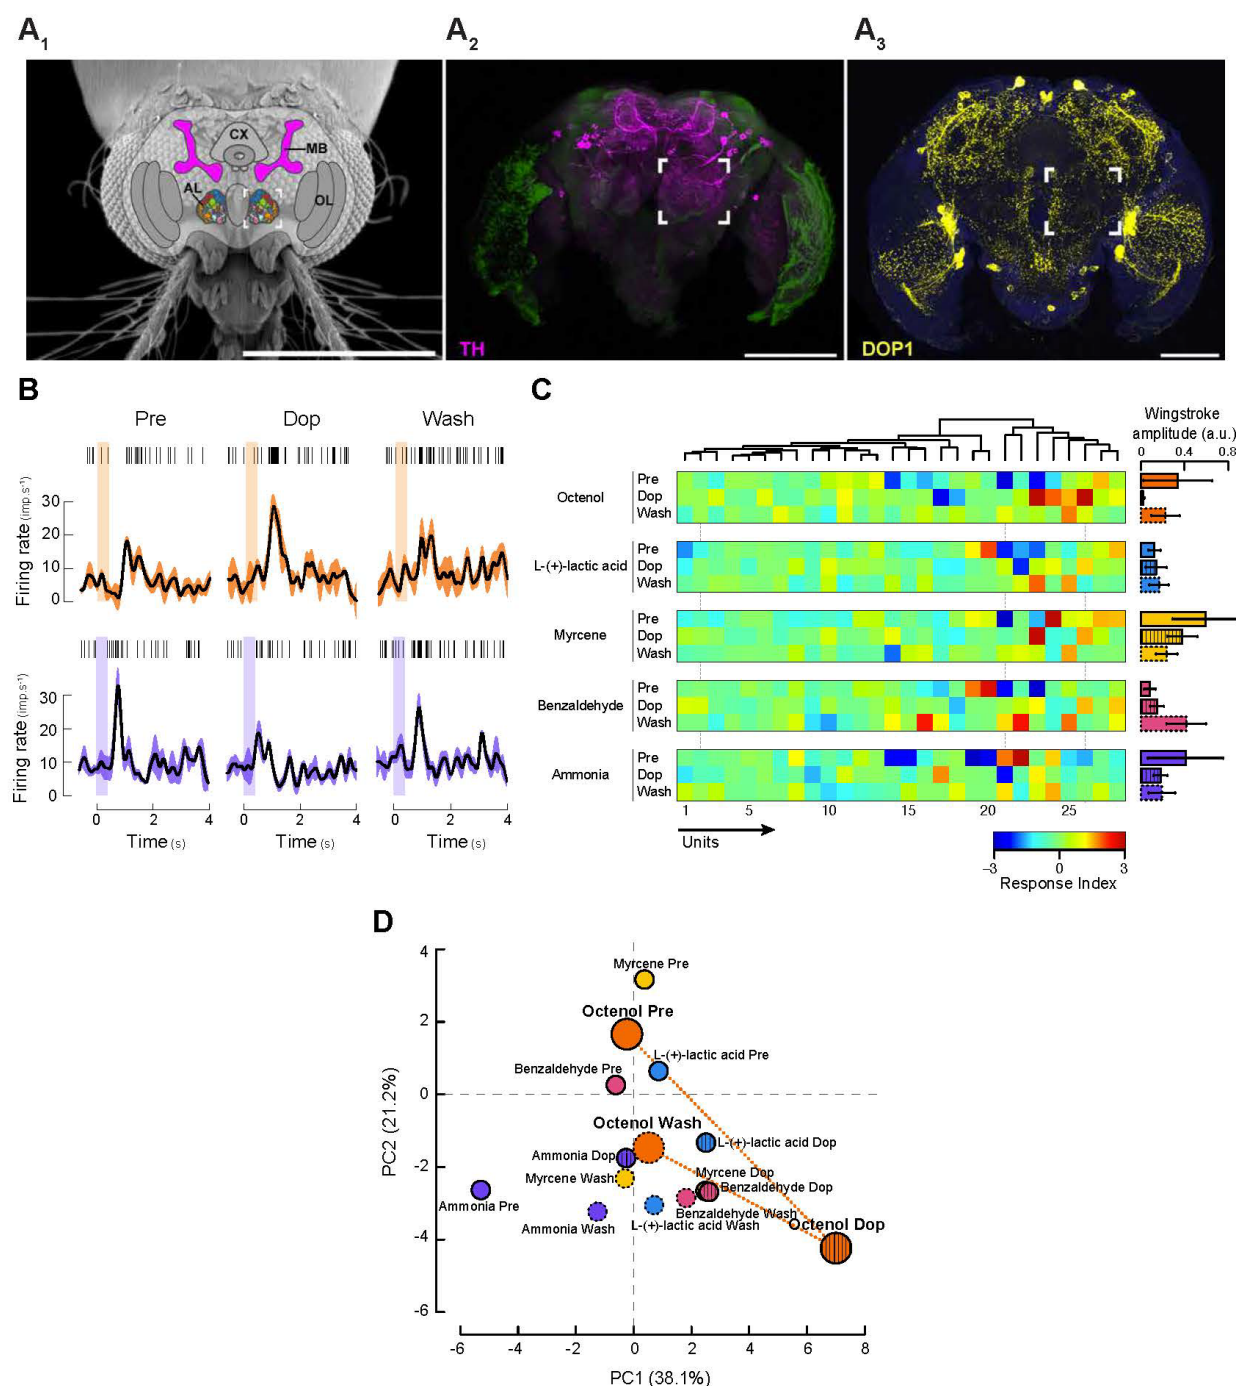 A1
A2
A3
CX
MB
AL
OL
TH
DOP1
B
Pre
Dop
Wash
Firing rate (imp.s-1)
30
20
10
0
Firing rate (imp.s-1)
30
20
10
0
0 2 4
0 2 4
0 2 4
Time (s)
Time (s)
Time (s)
C
Wingstroke
amplitude (a.u.)
0 0.4 0.8
Octenol
Pre
Dop
Wash
L-(+)-lactic acid
Pre
Dop
Wash
Myrcene
Pre
Dop
Wash
Benzaldehyde
Pre
Dop
Wash
Ammonia
Pre
Dop
Wash
1 5 10 15 20 25
Units
-3 0 3
Response Index
D
4
2
0
-2
-4
-6
PC2 (21.2%)
Myrcene Pre
Octenol Pre
L-(+)-lactic acid Pre
Benzaldehyde Pre
Octenol Wash
L-(+)-lactic acid Dop
Ammonia Dop
Myrcene Dop
Myrcene Wash
Benzaldehyde Dop
Ammonia Pre
Benzaldehyde Wash
Ammonia Wash
L-(+)-lactic acid Wash
Octenol Dop
-6 -4 -2 0 2 4 6 8
PC1 (38.1%)